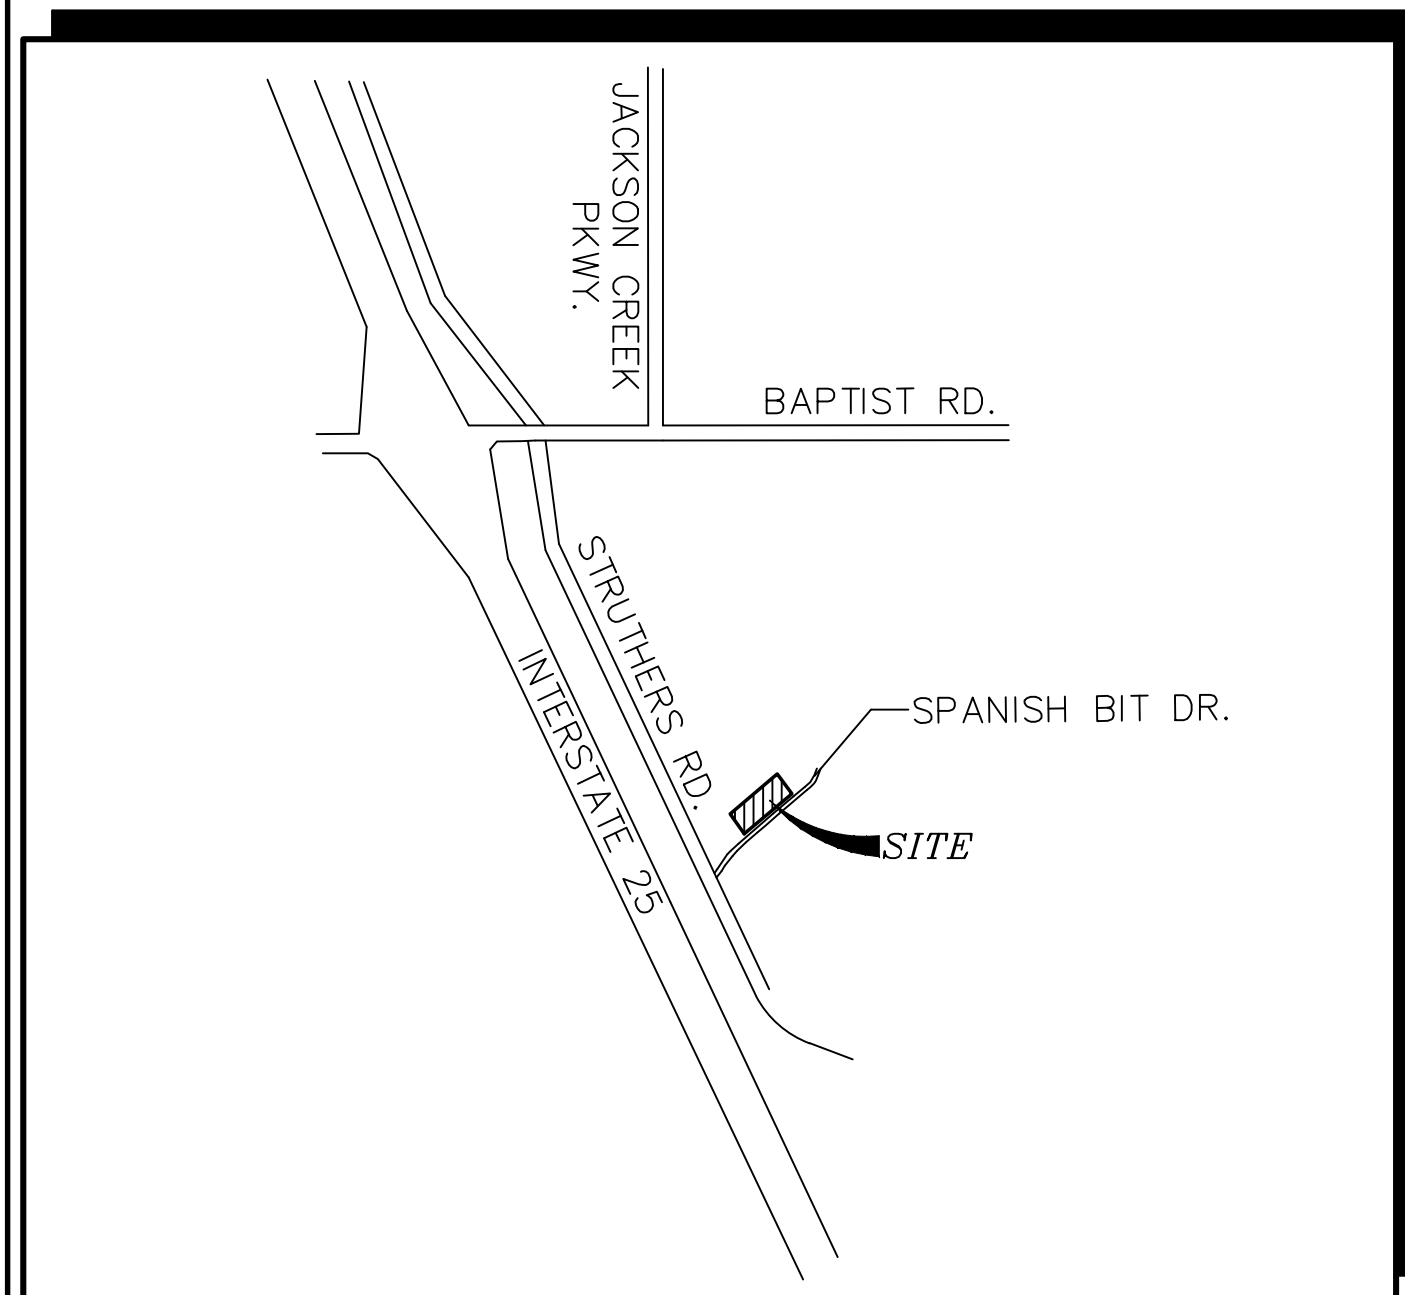 JACKSON CREEK
PKWY.
BAPTIST RD.
STRUTHERS RD.
INTERSTATE 25
SPANISH BIT DR.
SITE